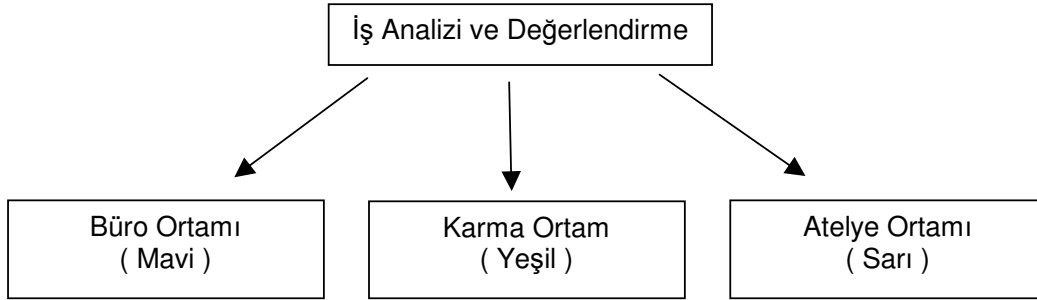 İş Analizi ve Değerlendirme
Büro Ortamı
( Mavi )
Karma Ortam
( Yeşil )
Atelye Ortamı
( Sarı )